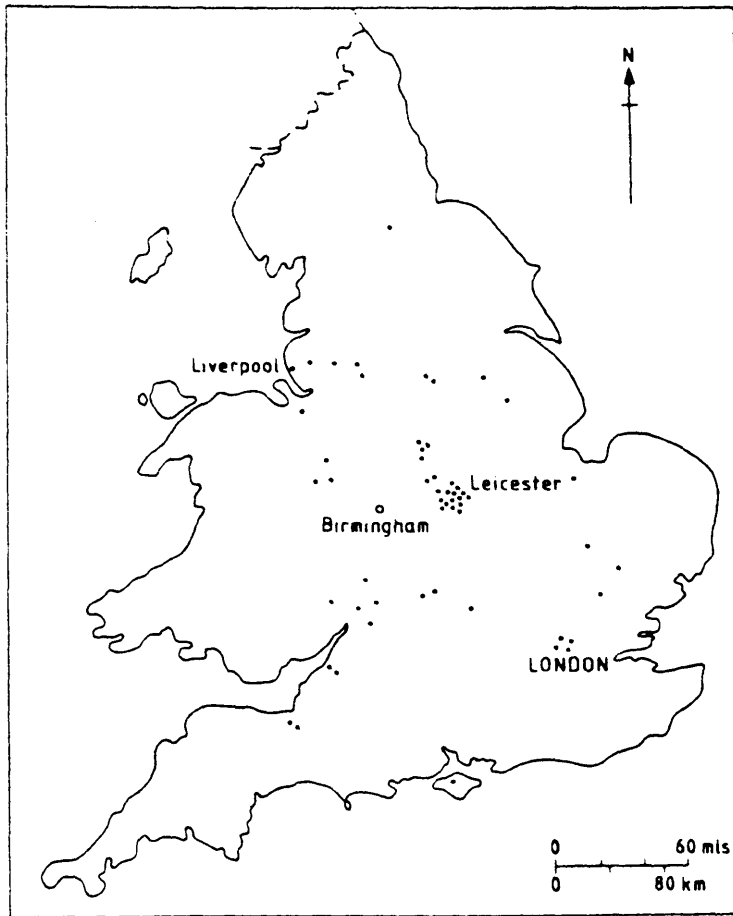 N
Liverpool
Leicester
Birmingham
LONDON
0 60 mls
0 80 km